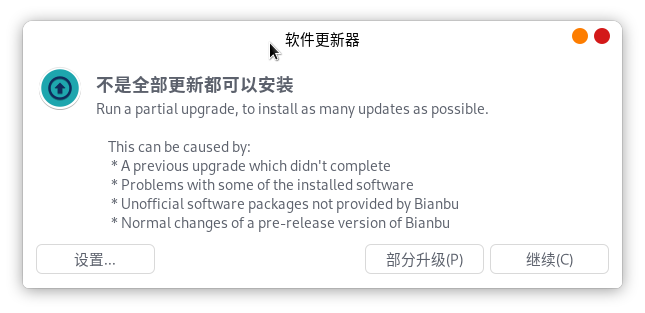 软件更新器
不是全部更新都可以安装
Run a partial upgrade, to install as many updates as possible.
This can be caused by:
* A previous upgrade which didn't complete
* Problems with some of the installed software
* Unofficial software packages not provided by Bianbu
* Normal changes of a pre-release version of Bianbu
设置...
部分升级(P)
继续(C)